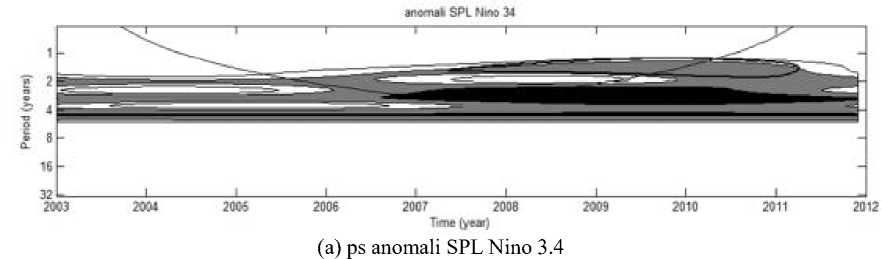 anomali SPL Nino 34
Period (years)
1
2
4
8
16
32
2003 2004 2005 2006 2007 2008 2009 2010 2011 2012
Time (year)
(a) ps anomali SPL Nino 3.4